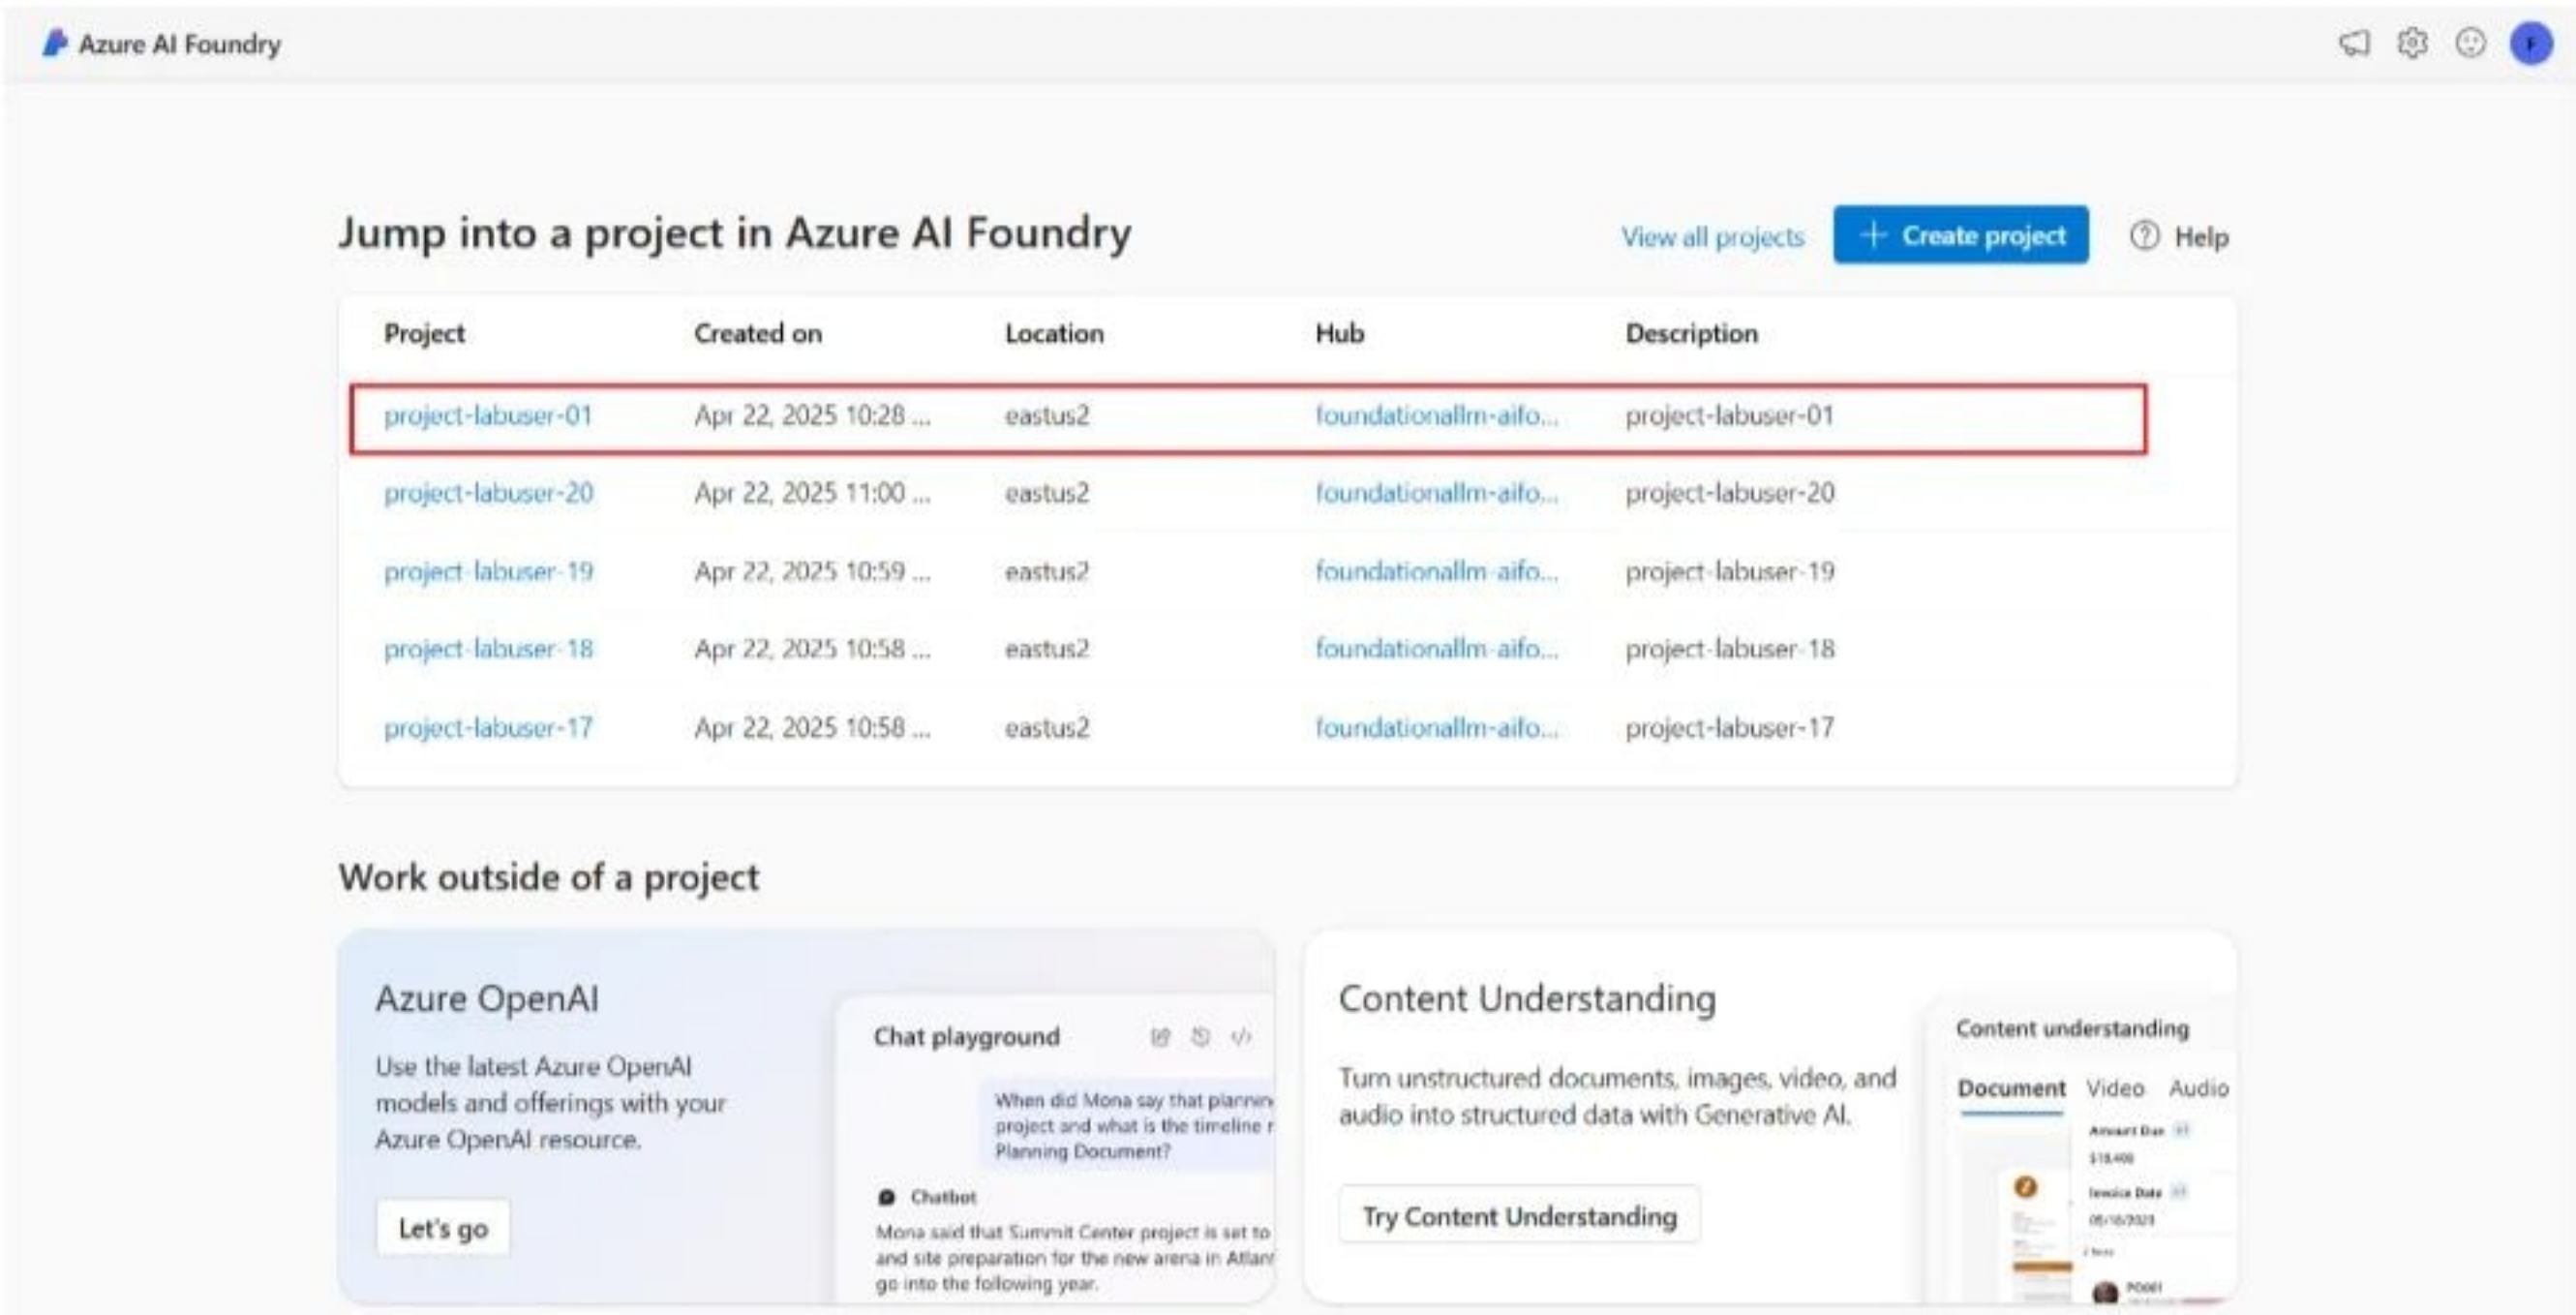 Azure AI Foundry
F
Jump into a project in Azure AI Foundry
View all projects
+ Create project
Help
Project Created on Location Hub Description
project-labuser-01 Apr 22, 2025 10:28 ... eastus2 foundationallm-aifo... project-labuser-01
project-labuser-20 Apr 22, 2025 11:00 ... eastus2 foundationallm-aifo... project-labuser-20
project-labuser-19 Apr 22, 2025 10:59 ... eastus2 foundationallm-aifo... project-labuser-19
project-labuser-18 Apr 22, 2025 10:58 ... eastus2 foundationallm-aifo... project-labuser-18
project-labuser-17 Apr 22, 2025 10:58 ... eastus2 foundationallm-aifo... project-labuser-17
Work outside of a project
Azure OpenAI
Use the latest Azure OpenAI
models and offerings with your
Azure OpenAI resource.
Let's go
Chat playground
When did Mona say that plannin
project and what is the timeline r
Planning Document?
Chatbot
Mona said that Summit Center project is set to
and site preparation for the new arena in Atlan
go into the following year.
Content Understanding
Turn unstructured documents, images, video, and
audio into structured data with Generative AI.
Try Content Understanding
Content understanding
Document Video Audio
Amount Due
Invoice Date